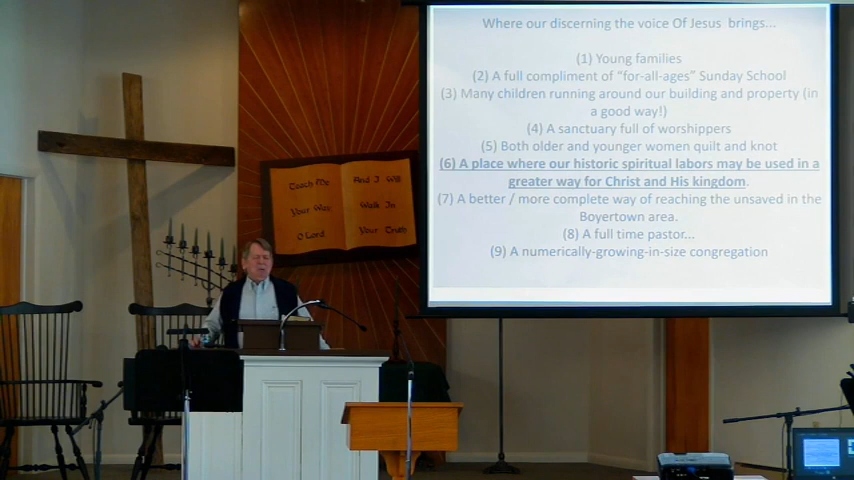 Where our discerning the voice Of Jesus brings...
(1) Young families
(2) A full compliment of “for-all-ages” Sunday School
(3) Many children running around our building and property (in
a good way!)
(4) A sanctuary full of worshippers
(5) Both older and younger women quilt and knot
(6) A place where our historic spiritual labors may be used in a
greater way for Christ and His kingdom.
(7) A better / more complete way of reaching the unsaved in the
Boyertown area.
(8) A full time pastor...
(9) A numerically-growing-in-size congregation
Teach Me
Your Way
O Lord
And I Will
Walk In
Your Truth